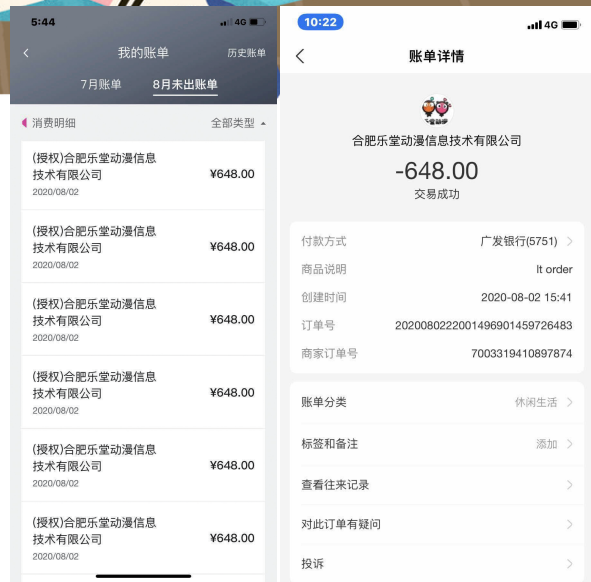 5:44
4G
我的账单
历史账单
7月账单
8月未出账单
消费明细
全部类型
(授权)合肥乐堂动漫信息
技术有限公司
¥648.00
2020/08/02
(授权)合肥乐堂动漫信息
技术有限公司
¥648.00
2020/08/02
(授权)合肥乐堂动漫信息
技术有限公司
¥648.00
2020/08/02
(授权)合肥乐堂动漫信息
技术有限公司
¥648.00
2020/08/02
(授权)合肥乐堂动漫信息
技术有限公司
¥648.00
2020/08/02
(授权)合肥乐堂动漫信息
技术有限公司
¥648.00
2020/08/02
10:22
4G
账单详情
合肥乐堂动漫信息技术有限公司
-648.00
交易成功
付款方式
广发银行(5751)
商品说明
lt order
创建时间
2020-08-02 15:41
订单号
2020080222001496901459726483
商家订单号
7003319410897874
账单分类
休闲生活
标签和备注
添加
查看往来记录
对此订单有疑问
投诉